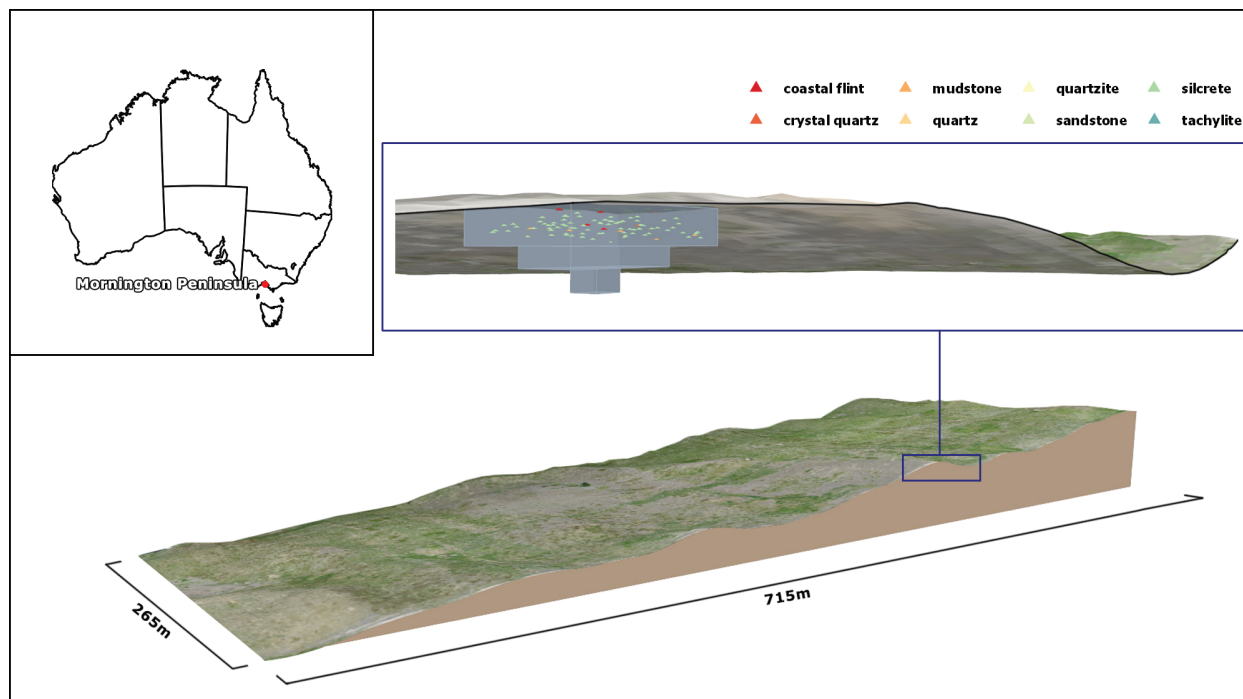 coastal flint mudstone quartzite silcrete
crystal quartz quartz sandstone tachylite
Mornington Peninsula
265m
715m